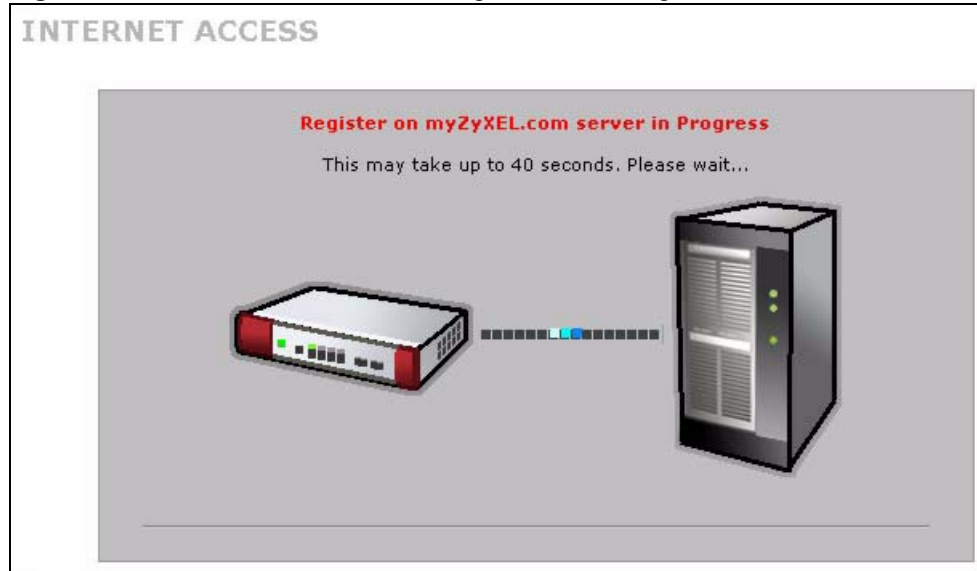 INTERNET ACCESS
Register on myZyXEL.com server in Progress
This may take up to 40 seconds. Please wait...